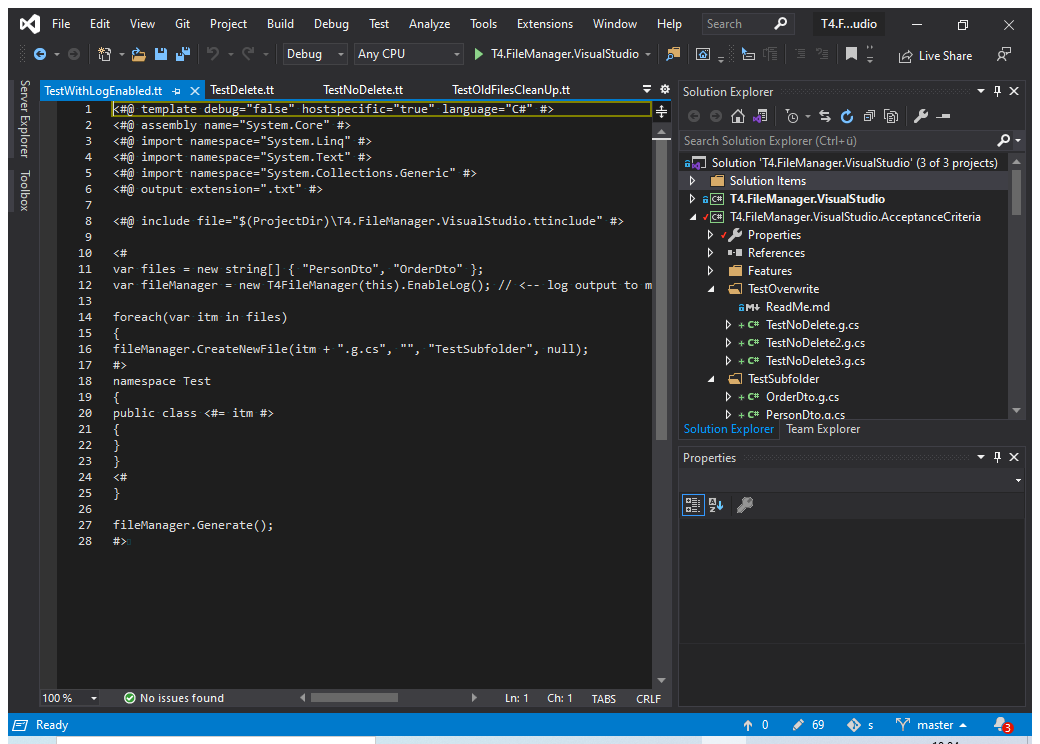 File Edit View Git Project Build Debug Test Analyze Tools Extensions Window Help Search T4.F...udio
Debug Any CPU T4.FileManager.VisualStudio Live Share
Server Explorer
Toolbox
TestWithLogEnabled.tt TestDelete.tt TestNoDelete.tt TestOldFilesCleanUp.tt
1 <#@ template debug="false" hostspecific="true" language="C#" #>
2 <#@ assembly name="System.Core" #>
3 <#@ import namespace="System.Linq" #>
4 <#@ import namespace="System.Text" #>
5 <#@ import namespace="System.Collections.Generic" #>
6 <#@ output extension=".txt" #>
7
8 <#@ include file="$(ProjectDir)\T4.FileManager.VisualStudio.ttinclude" #>
9
10 <#
11 var files = new string[] { "PersonDto", "OrderDto" };
12 var fileManager = new T4FileManager(this).EnableLog(); // <-- log output to m
13
14 foreach(var itm in files)
15 {
16 fileManager.CreateNewFile(itm + ".g.cs", "", "TestSubfolder", null);
17 #>
18 namespace Test
19 {
20 public class <#= itm #>
21 {
22 }
23 }
24 <#
25 }
26
27 fileManager.Generate();
28 #>
100 % No issues found Ln: 1 Ch: 1 TABS CRLF
Solution Explorer
Search Solution Explorer (Ctrl+ü)
Solution 'T4.FileManager.VisualStudio' (3 of 3 projects)
Solution Items
C# T4.FileManager.VisualStudio
C# T4.FileManager.VisualStudio.AcceptanceCriteria
Properties
References
Features
TestOverwrite
M↓ ReadMe.md
+ C# TestNoDelete.g.cs
+ C# TestNoDelete2.g.cs
+ C# TestNoDelete3.g.cs
TestSubfolder
+ C# OrderDto.g.cs
+ C# PersonDto.g.cs
Solution Explorer Team Explorer
Properties
Ready 0 69 s master 3